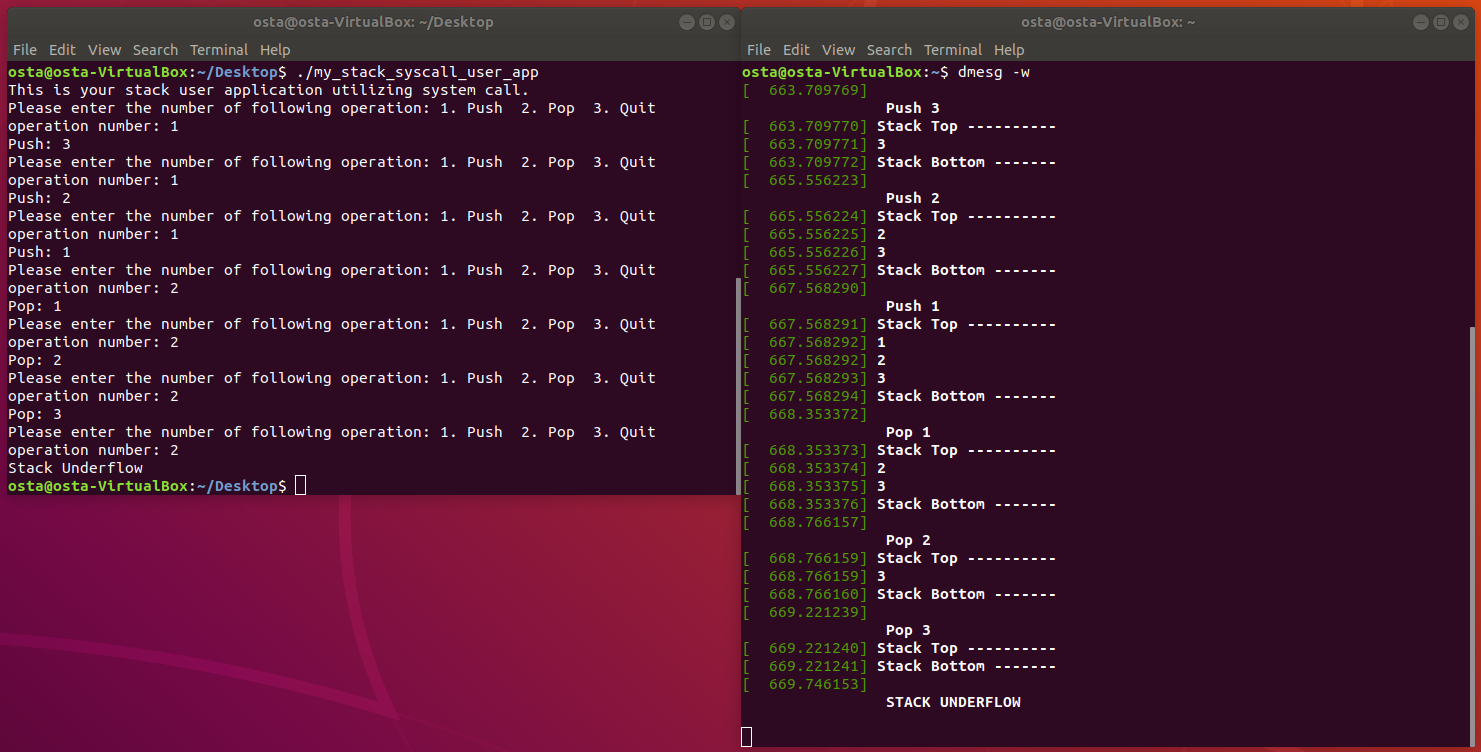 osta@osta-VirtualBox: ~/Desktop
File Edit View Search Terminal Help
osta@osta-VirtualBox:~/Desktop$ ./my_stack_syscall_user_app
This is your stack user application utilizing system call.
Please enter the number of following operation: 1. Push  2. Pop  3. Quit
operation number: 1
Push: 3
Please enter the number of following operation: 1. Push  2. Pop  3. Quit
operation number: 1
Push: 2
Please enter the number of following operation: 1. Push  2. Pop  3. Quit
operation number: 1
Push: 1
Please enter the number of following operation: 1. Push  2. Pop  3. Quit
operation number: 2
Pop: 1
Please enter the number of following operation: 1. Push  2. Pop  3. Quit
operation number: 2
Pop: 2
Please enter the number of following operation: 1. Push  2. Pop  3. Quit
operation number: 2
Pop: 3
Please enter the number of following operation: 1. Push  2. Pop  3. Quit
operation number: 2
Stack Underflow
osta@osta-VirtualBox:~/Desktop$
osta@osta-VirtualBox: ~
File Edit View Search Terminal Help
osta@osta-VirtualBox:~$ dmesg -w
[  663.709769]
                Push 3
[  663.709770] Stack Top ----------
[  663.709771] 3
[  663.709772] Stack Bottom -------
[  665.556223]
                Push 2
[  665.556224] Stack Top ----------
[  665.556225] 2
[  665.556226] 3
[  665.556227] Stack Bottom -------
[  667.568290]
                Push 1
[  667.568291] Stack Top ----------
[  667.568292] 1
[  667.568292] 2
[  667.568293] 3
[  667.568294] Stack Bottom -------
[  668.353372]
                Pop 1
[  668.353373] Stack Top ----------
[  668.353374] 2
[  668.353375] 3
[  668.353376] Stack Bottom -------
[  668.766157]
                Pop 2
[  668.766159] Stack Top ----------
[  668.766159] 3
[  668.766160] Stack Bottom -------
[  669.221239]
                Pop 3
[  669.221240] Stack Top ----------
[  669.221241] Stack Bottom -------
[  669.746153]
                STACK UNDERFLOW